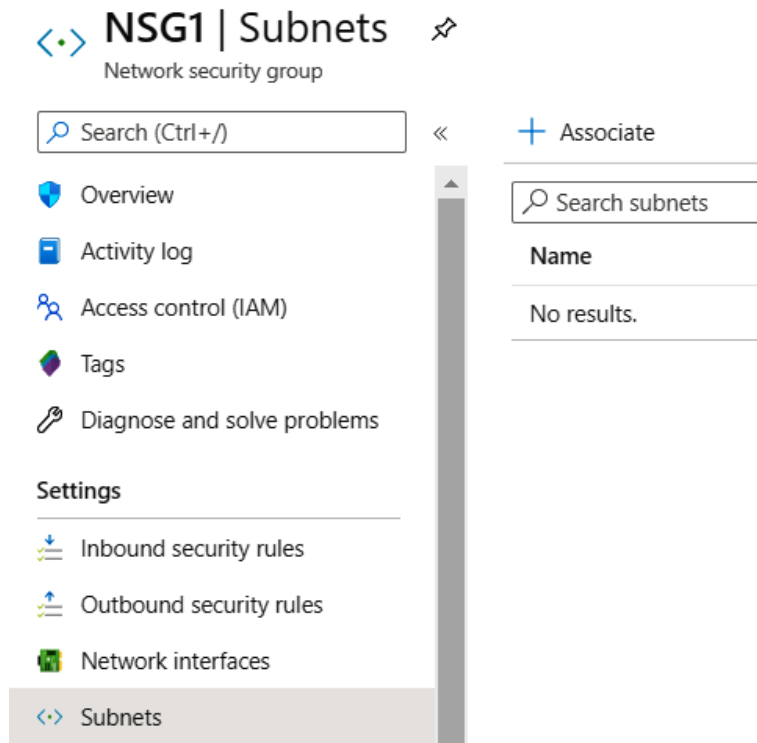 NSG1 | Subnets
Network security group
Search (Ctrl+/)
Overview
Activity log
Access control (IAM)
Tags
Diagnose and solve problems
Settings
Inbound security rules
Outbound security rules
Network interfaces
Subnets
Associate
Search subnets
Name
No results.